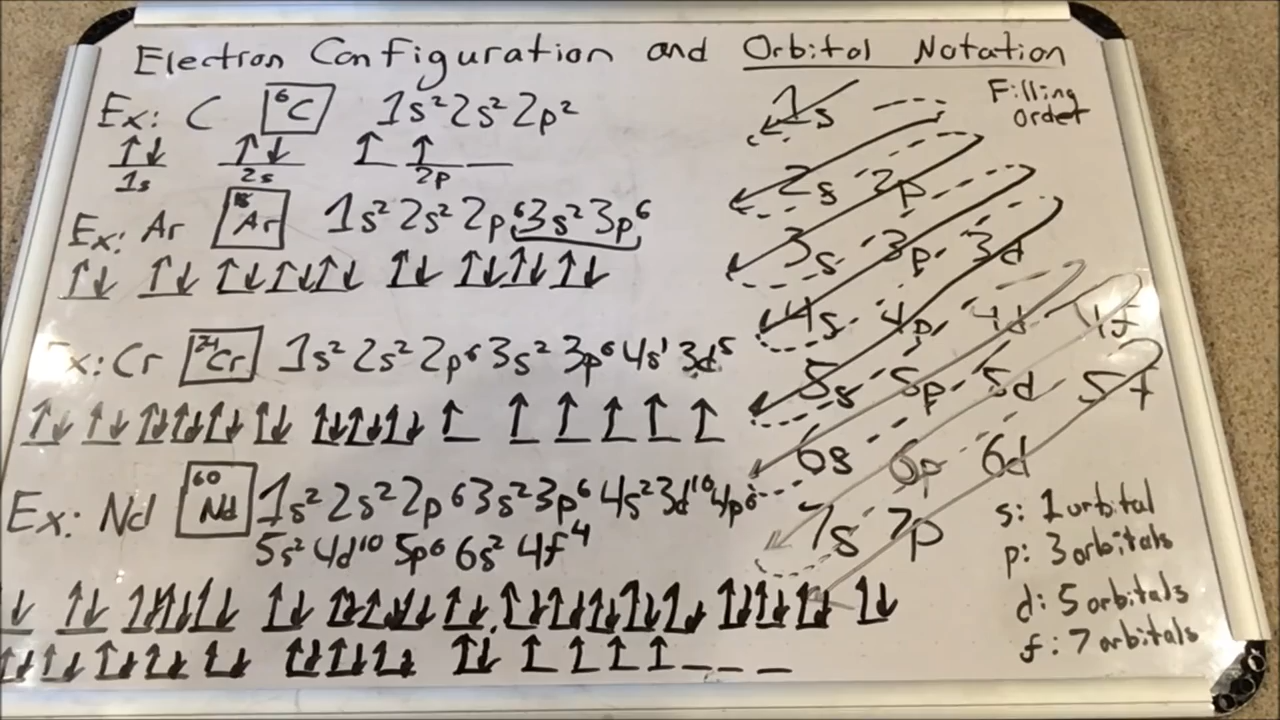 Electron Configuration and Orbital Notation
Ex: C ⁶C 1s² 2s² 2p²
↑↓ ↑↓ ↑ ↑ _
1s 2s 2p
Ex: Ar ¹⁸Ar 1s² 2s² 2p⁶ 3s² 3p⁶
↑↓ ↑↓ ↑↓ ↑↓ ↑↓ ↑↓ ↑↓ ↑↓ ↑↓
Ex: Cr ²⁴Cr 1s² 2s² 2p⁶ 3s² 3p⁶ 4s¹ 3d⁵
↑↓ ↑↓ ↑↓ ↑↓ ↑↓ ↑↓ ↑↓ ↑↓ ↑↓ ↑ ↑ ↑ ↑ ↑ ↑
Ex: Nd ⁶⁰Nd 1s² 2s² 2p⁶ 3s² 3p⁶ 4s² 3d¹⁰ 4p⁶
5s² 4d¹⁰ 5p⁶ 6s² 4f⁴
↓ ↑↓ ↑↓ ↑↓ ↑↓ ↑↓ ↑↓ ↑↓ ↑↓ ↑↓ ↑↓ ↑↓ ↑↓ ↑↓ ↑↓ ↑↓ ↑↓ ↑↓ ↑↓
↑↓ ↑↓ ↑↓ ↑↓ ↑↓ ↑↓ ↑↓ ↑↓ ↑↓ ↑ ↑ ↑ ↑ _ _ _
Filling
Order
1s
2s 2p
3s 3p 3d
4s 4p 4d 4f
5s 5p 5d 5f
6s 6p 6d
7s 7p
s: 1 orbital
p: 3 orbitals
d: 5 orbitals
f: 7 orbitals